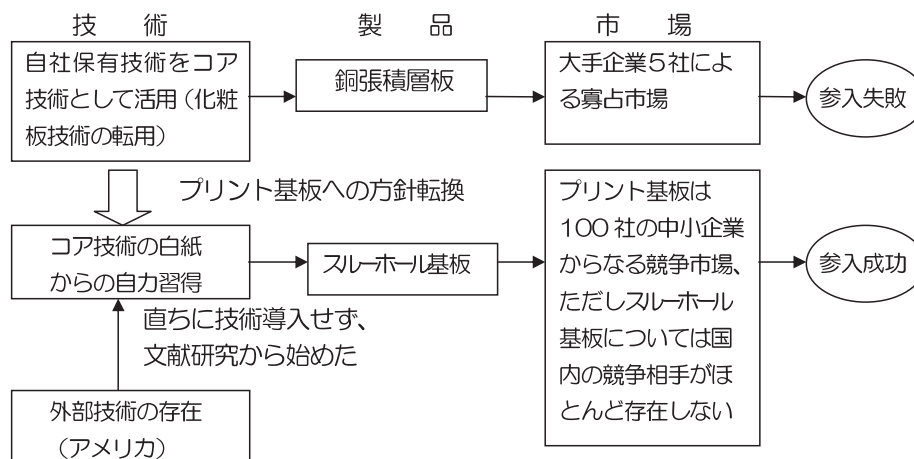 技　術
製　品
市　場
自社保有技術をコア
技術として活用（化粧
板技術の転用）
銅張積層板
大手企業５社によ
る寡占市場
参入失敗
プリント基板への方針転換
コア技術の白紙
からの自力習得
スルーホール基板
プリント基板は
１００社の中小企業
からなる競争市場、
ただしスルーホール
基板については国
内の競争相手がほ
とんど存在しない
参入成功
直ちに技術導入せず、
文献研究から始めた
外部技術の存在
（アメリカ）